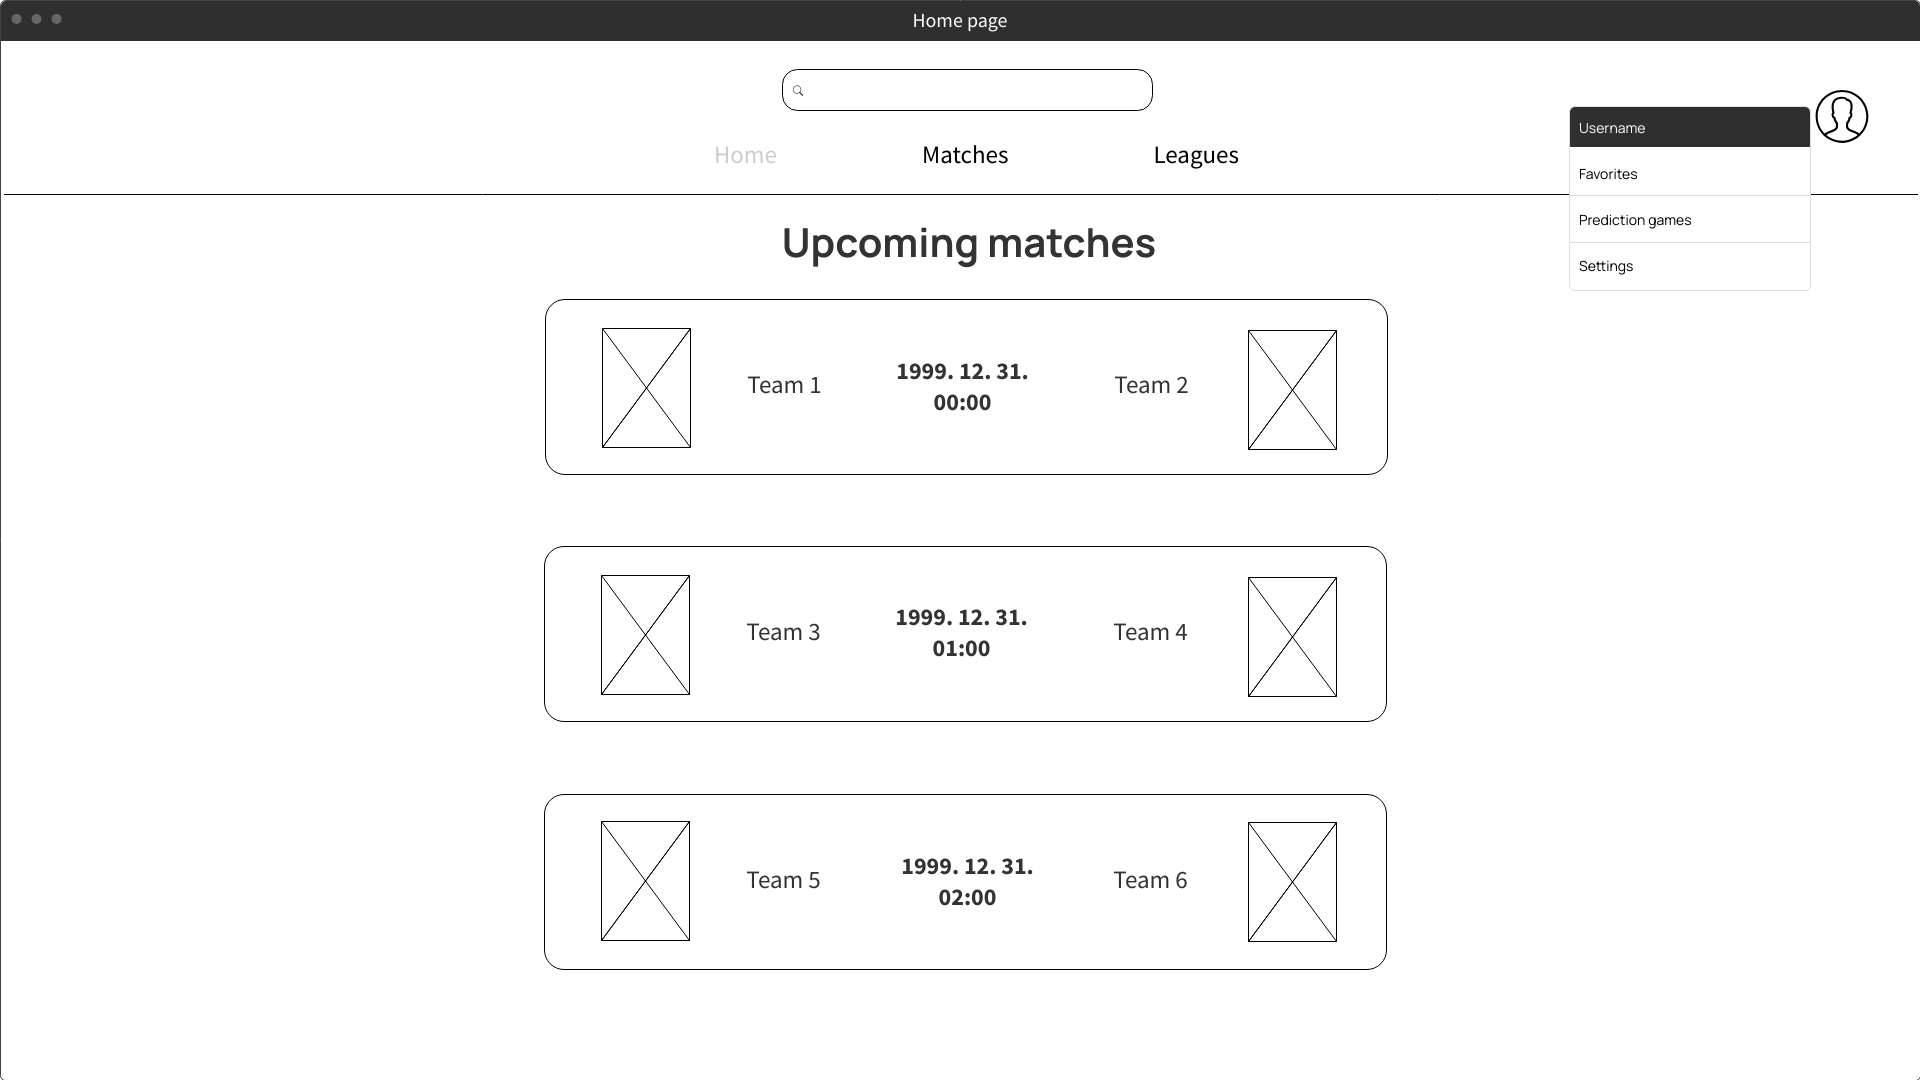 Home page
Home
Matches
Leagues
Username
Favorites
Prediction games
Settings
Upcoming matches
Team 1
1999. 12. 31.
00:00
Team 2
Team 3
1999. 12. 31.
01:00
Team 4
Team 5
1999. 12. 31.
02:00
Team 6